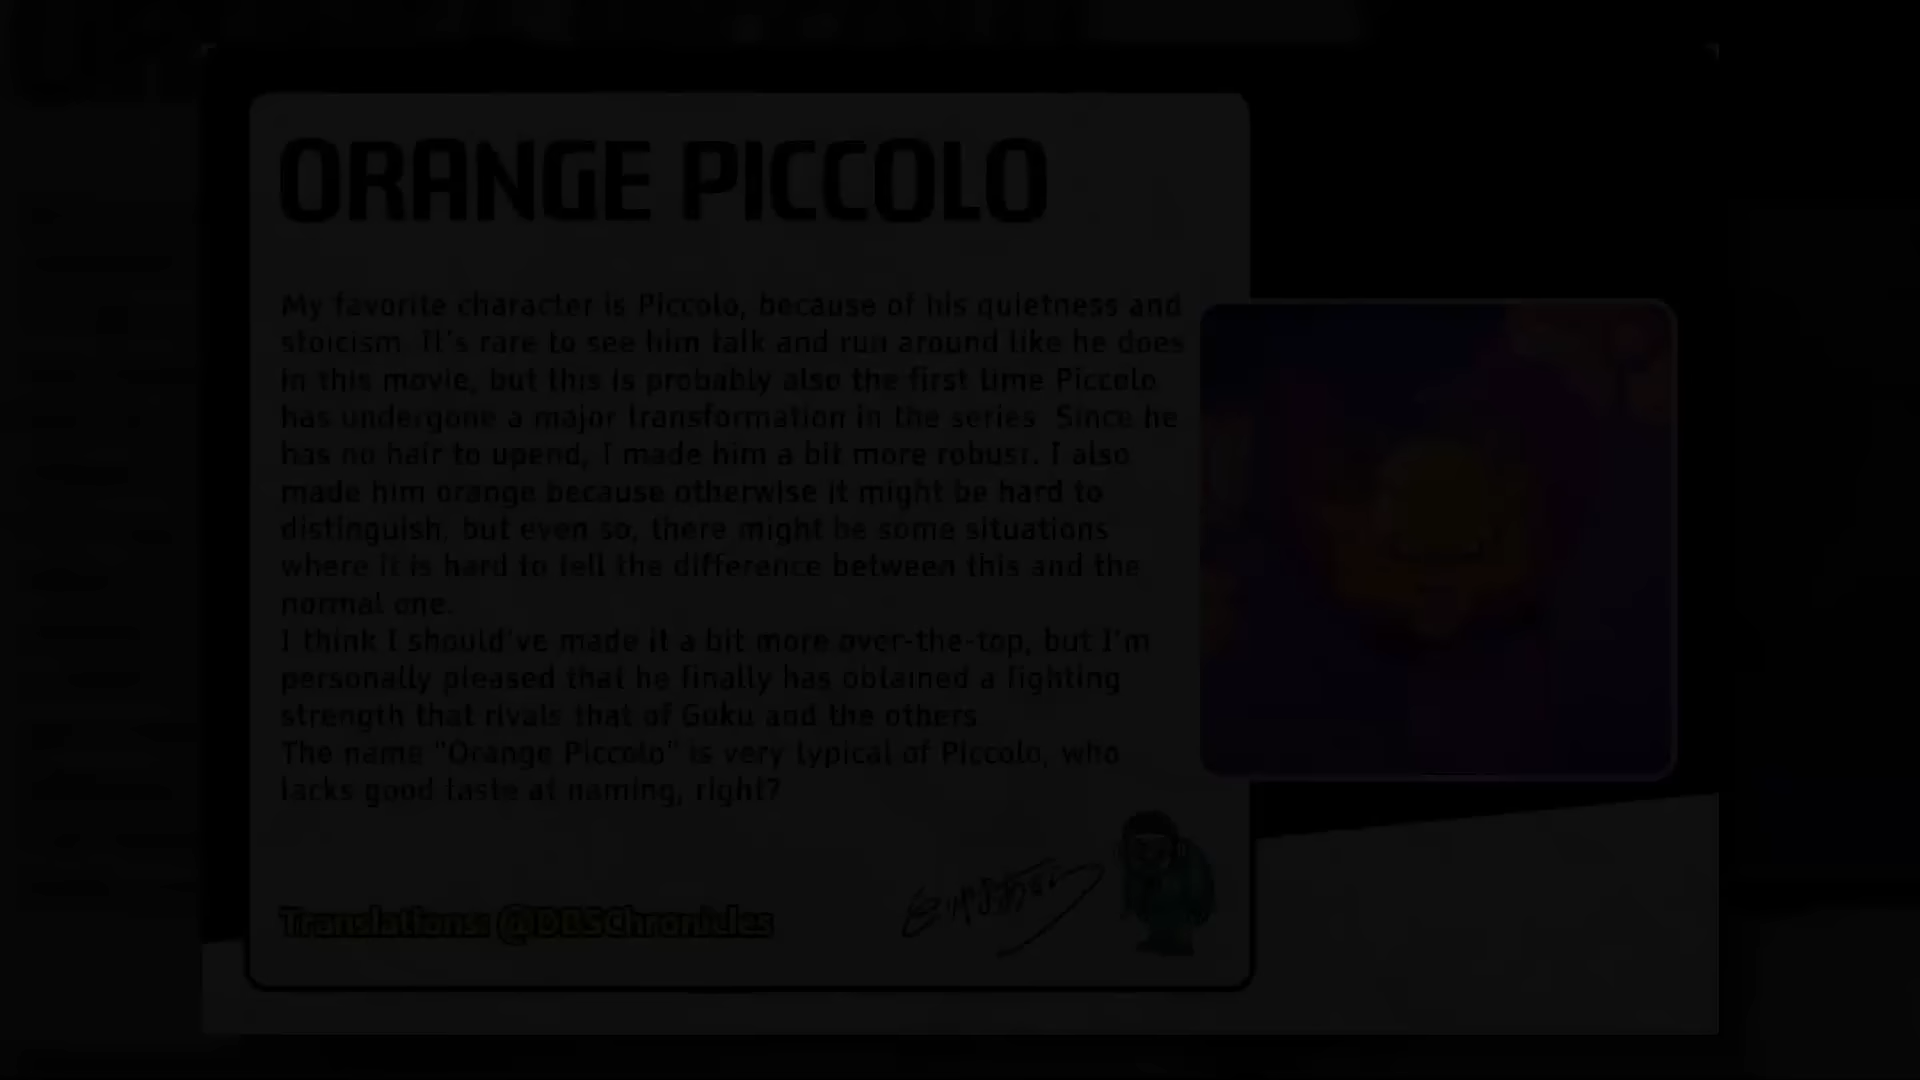 ORANGE PICCOLO
My favorite character is Piccolo, because of his quietness and
stoicism. It's rare to see him talk and run around like he does
in this movie, but this is probably also the first time Piccolo
has undergone a major transformation in the series. Since he
has no hair to upend, I made him a bit more robust. I also
made him orange because otherwise it might be hard to
distinguish, but even so, there might be some situations
where it is hard to tell the difference between this and the
normal one.
I think I should've made it a bit more over-the-top, but I'm
personally pleased that he finally has obtained a fighting
strength that rivals that of Goku and the others.
The name "Orange Piccolo" is very typical of Piccolo, who
lacks good taste at naming, right?
Translations: @DBSChronicles